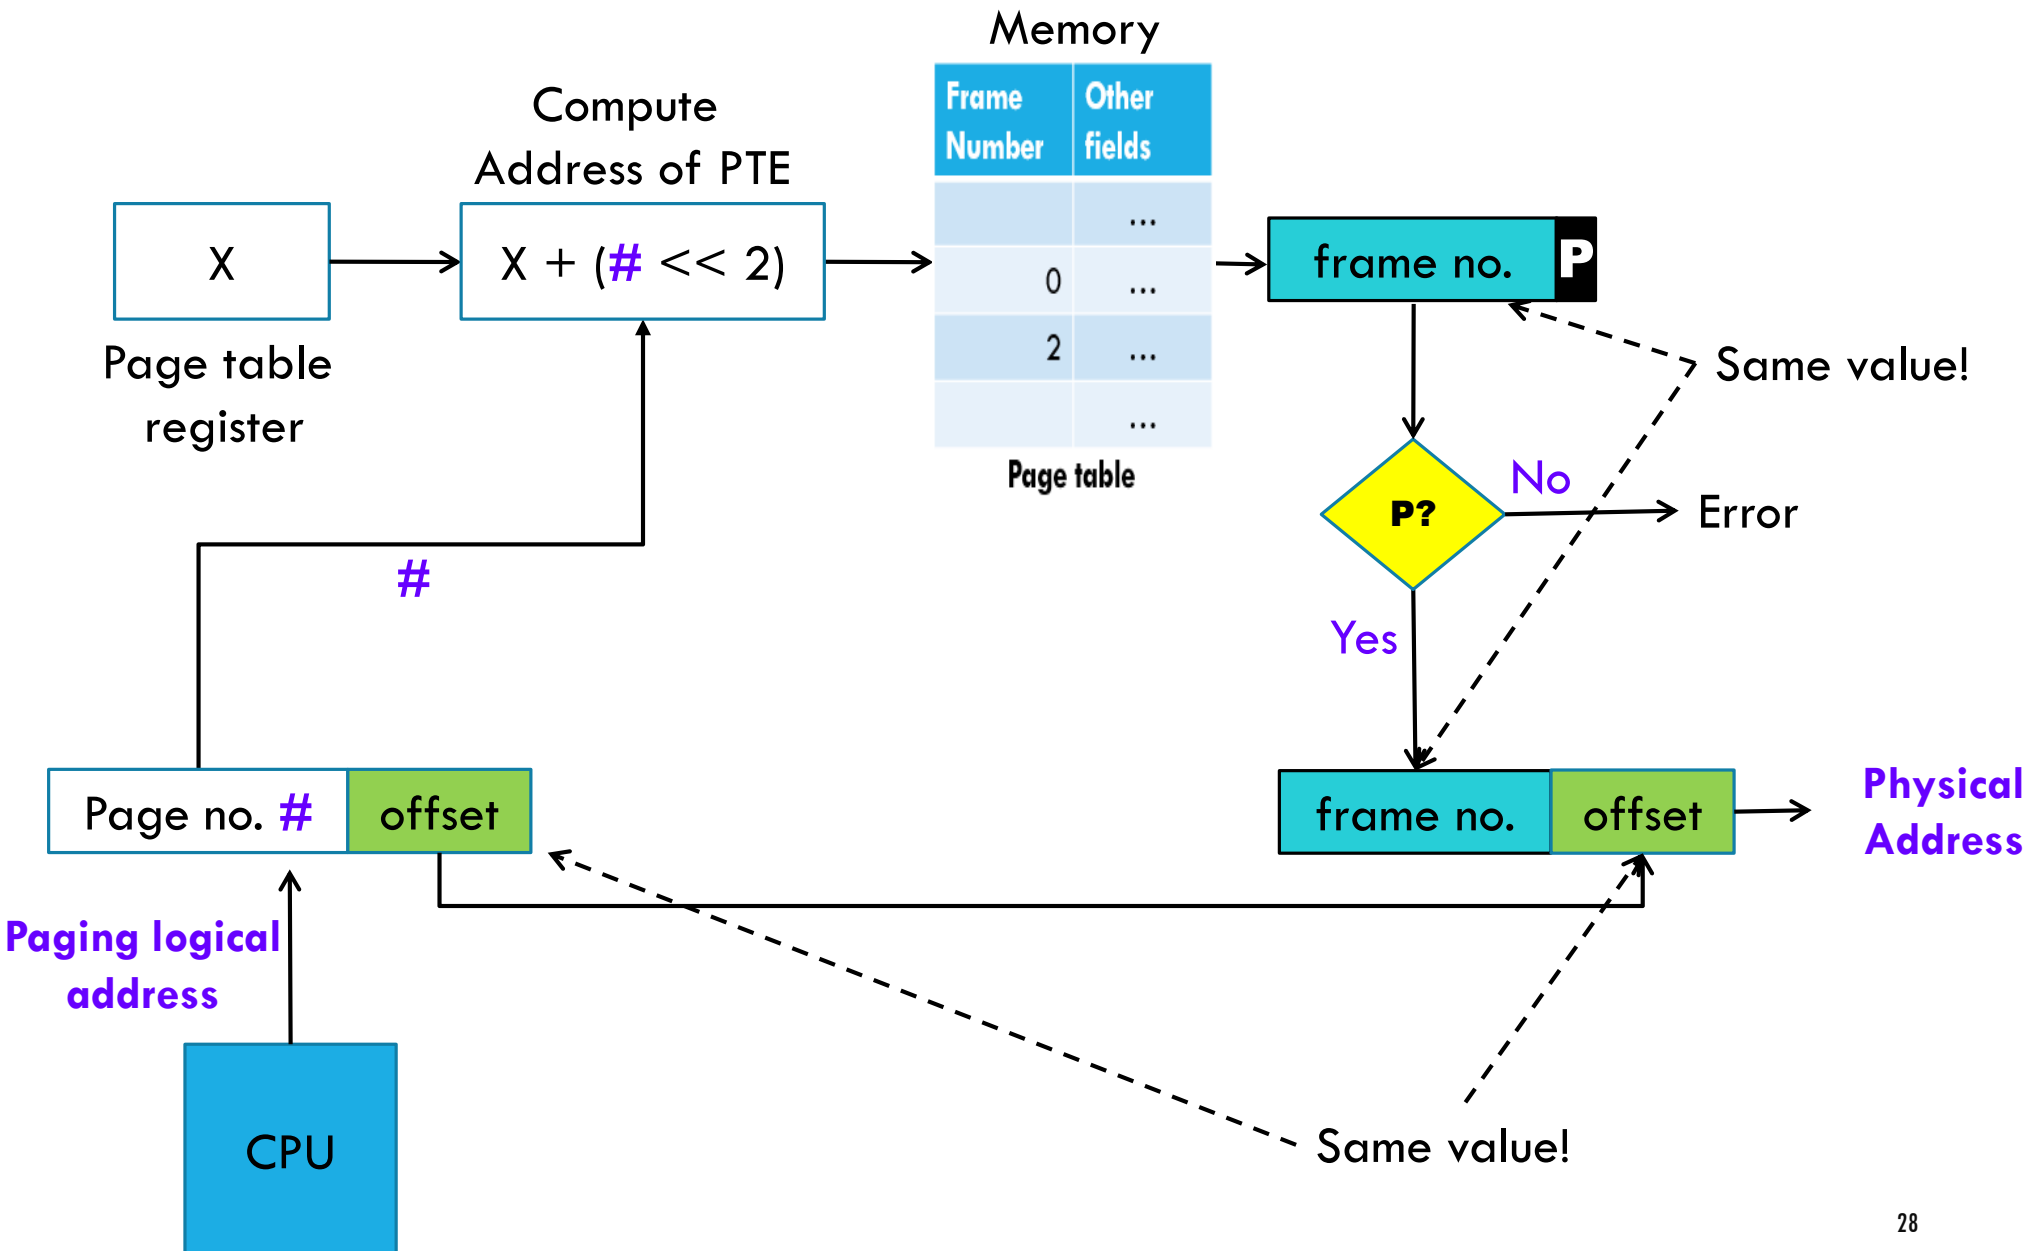 Memory
Compute
Address of PTE
Frame Number
Other fields
...
0 ...
2 ...
...
Page table
X
X + (# << 2)
Page table
register
frame no. P
Same value!
P?
No
Error
Yes
#
Page no. # offset
frame no. offset
Physical
Address
Paging logical
address
CPU
Same value!
28